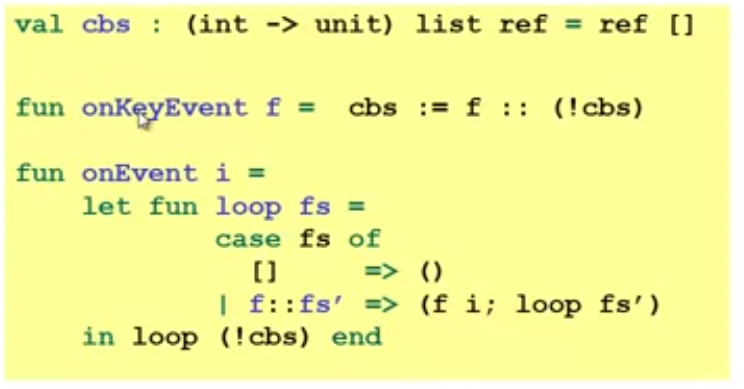 val cbs : (int -> unit) list ref = ref []
fun onKeyEvent f = cbs := f :: (!cbs)
fun onEvent i =
let fun loop fs =
case fs of
[] => ()
| f::fs′ => (f i; loop fs′)
in loop (!cbs) end